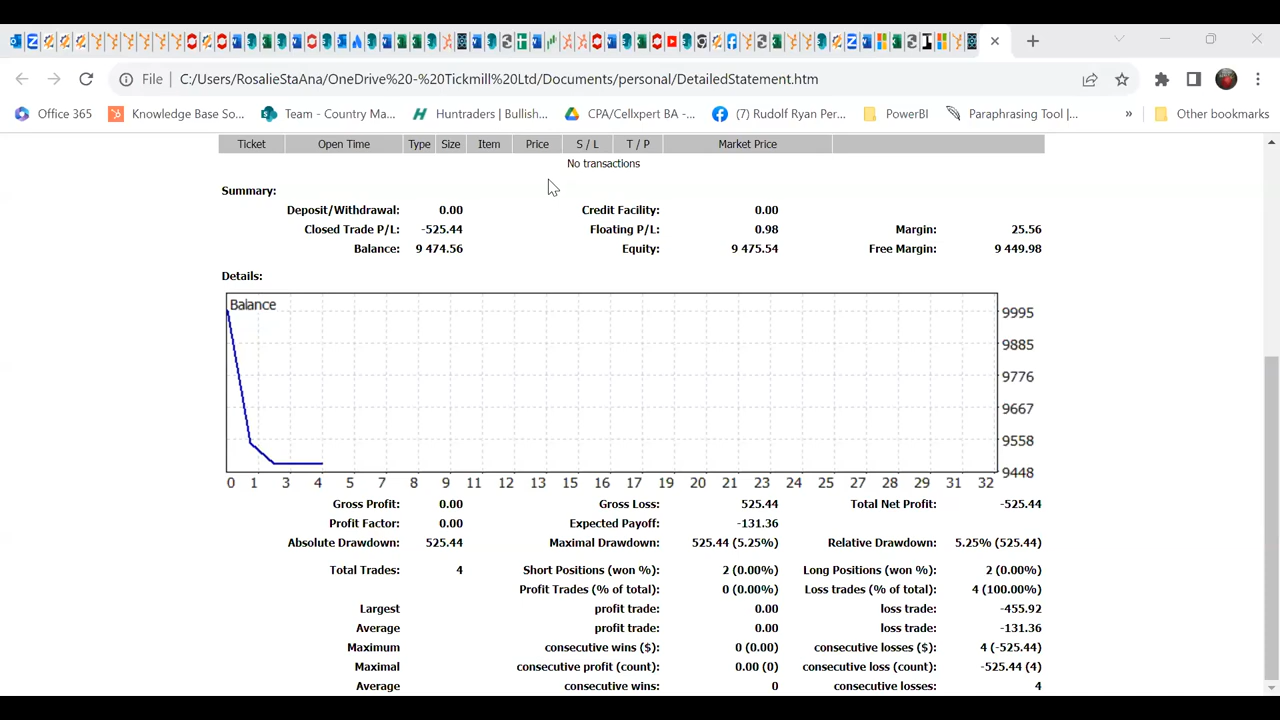 File C:/Users/RosalieStaAna/OneDrive%20-%20Tickmill%20Ltd/Documents/personal/DetailedStatement.htm
Office 365 Knowledge Base So... Team - Country Ma... Huntraders | Bullish... CPA/Cellxpert BA -... (7) Rudolf Ryan Per... PowerBI Paraphrasing Tool |... » Other bookmarks
Ticket Open Time Type Size Item Price S / L T / P Market Price
No transactions
Summary:
Deposit/Withdrawal: 0.00 Credit Facility: 0.00
Closed Trade P/L: -525.44 Floating P/L: 0.98 Margin: 25.56
Balance: 9 474.56 Equity: 9 475.54 Free Margin: 9 449.98
Details:
Balance
9995
9885
9776
9667
9558
9448
0 1 3 4 5 7 8 9 11 12 13 15 16 17 19 20 21 23 24 25 27 28 29 31 32
Gross Profit: 0.00 Gross Loss: 525.44 Total Net Profit: -525.44
Profit Factor: 0.00 Expected Payoff: -131.36
Absolute Drawdown: 525.44 Maximal Drawdown: 525.44 (5.25%) Relative Drawdown: 5.25% (525.44)
Total Trades: 4 Short Positions (won %): 2 (0.00%) Long Positions (won %): 2 (0.00%)
Profit Trades (% of total): 0 (0.00%) Loss trades (% of total): 4 (100.00%)
Largest profit trade: 0.00 loss trade: -455.92
Average profit trade: 0.00 loss trade: -131.36
Maximum consecutive wins ($): 0 (0.00) consecutive losses ($): 4 (-525.44)
Maximal consecutive profit (count): 0.00 (0) consecutive loss (count): -525.44 (4)
Average consecutive wins: 0 consecutive losses: 4